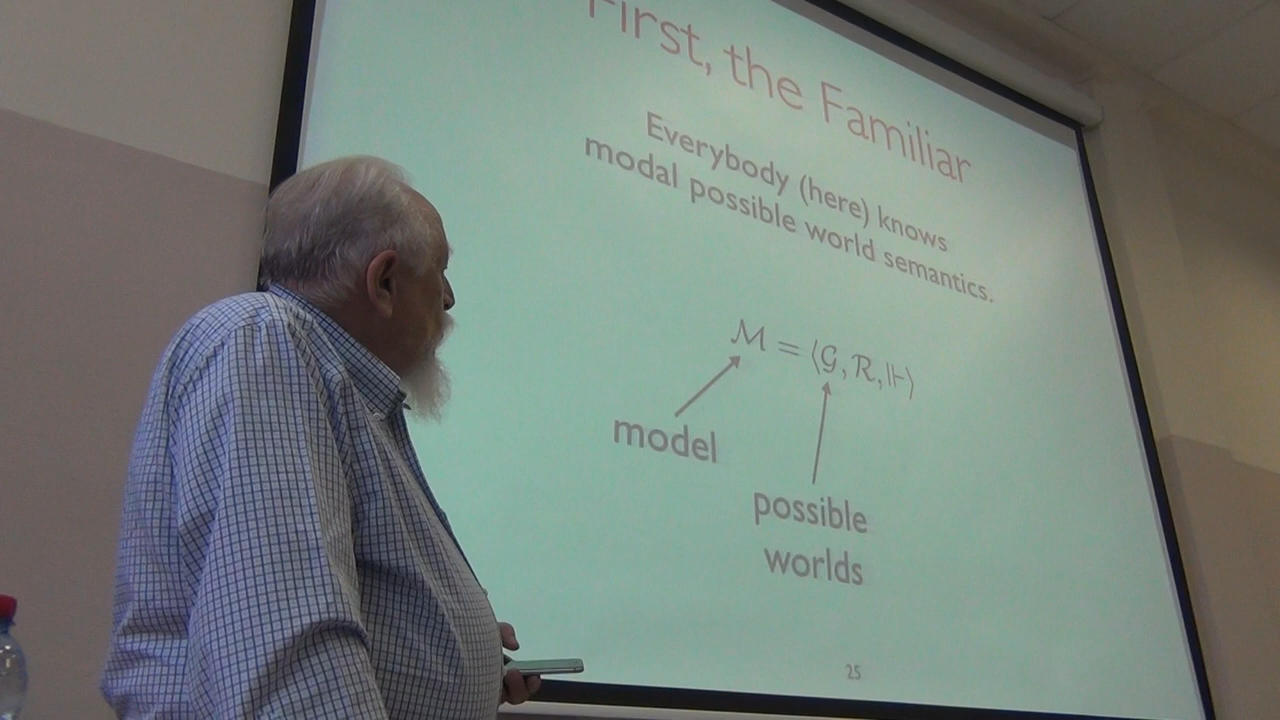 First, the Familiar
Everybody (here) knows
modal possible world semantics.
ℳ = ⟨𝒢, ℛ, ⊩⟩
model
possible
worlds
25